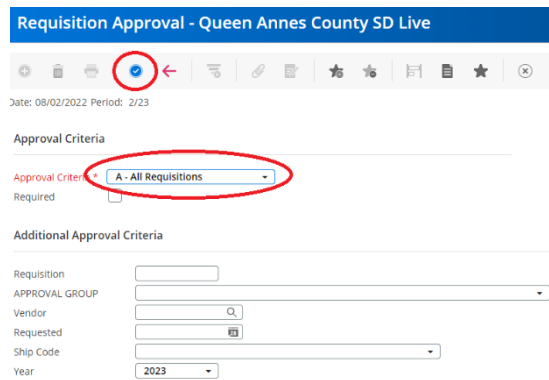 Requisition Approval - Queen Annes County SD Live
Date: 08/02/2022 Period: 2/23
Approval Criteria
Approval Criteria * A - All Requisitions
Required
Additional Approval Criteria
Requisition
APPROVAL GROUP
Vendor
Requested
Ship Code
Year 2023